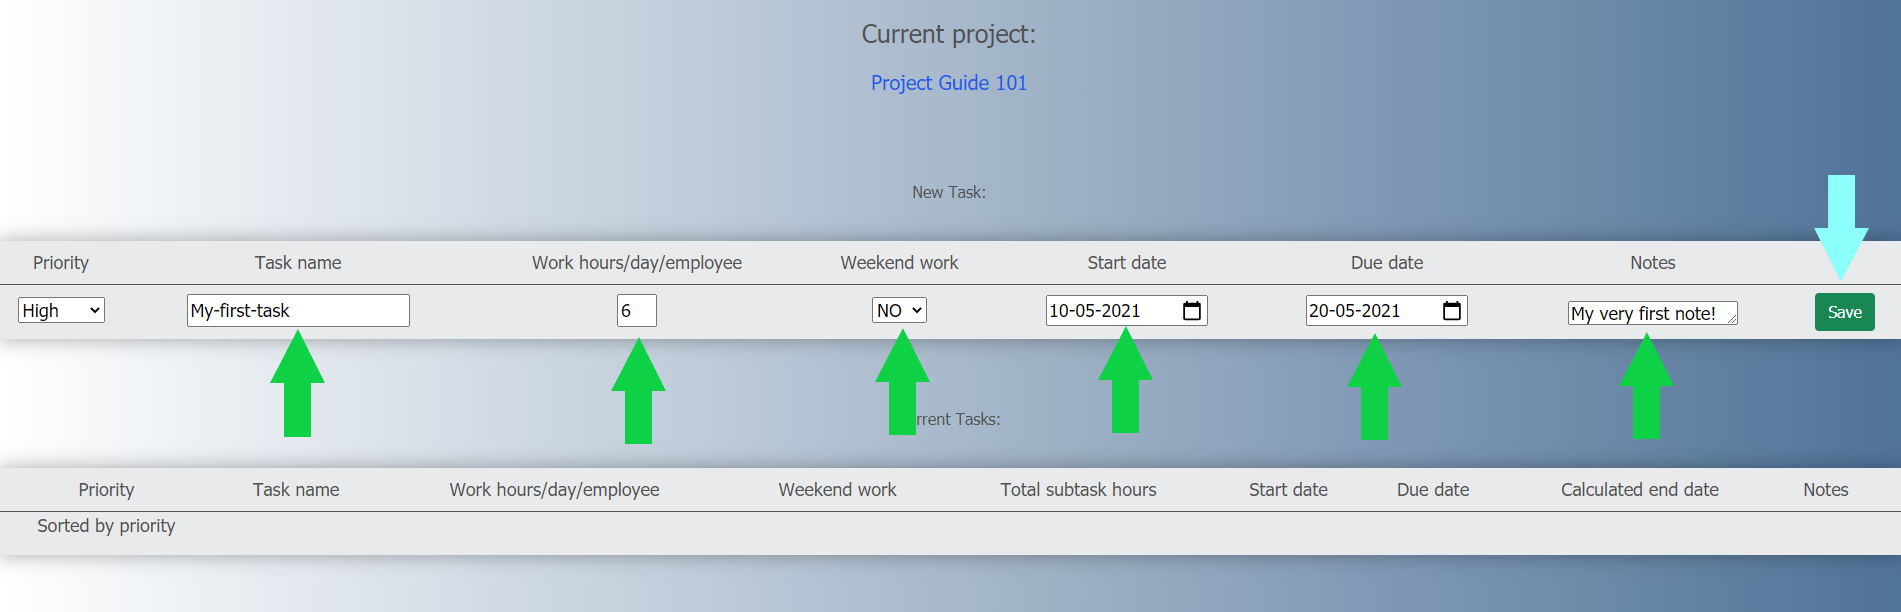 Current project:
Project Guide 101
New Task:
Priority Task name Work hours/day/employee Weekend work Start date Due date Notes
High My-first-task 6 NO 10-05-2021 20-05-2021 My very first note! Save
Tasks:
Priority Task name Work hours/day/employee Weekend work Total subtask hours Start date Due date Calculated end date Notes
Sorted by priority